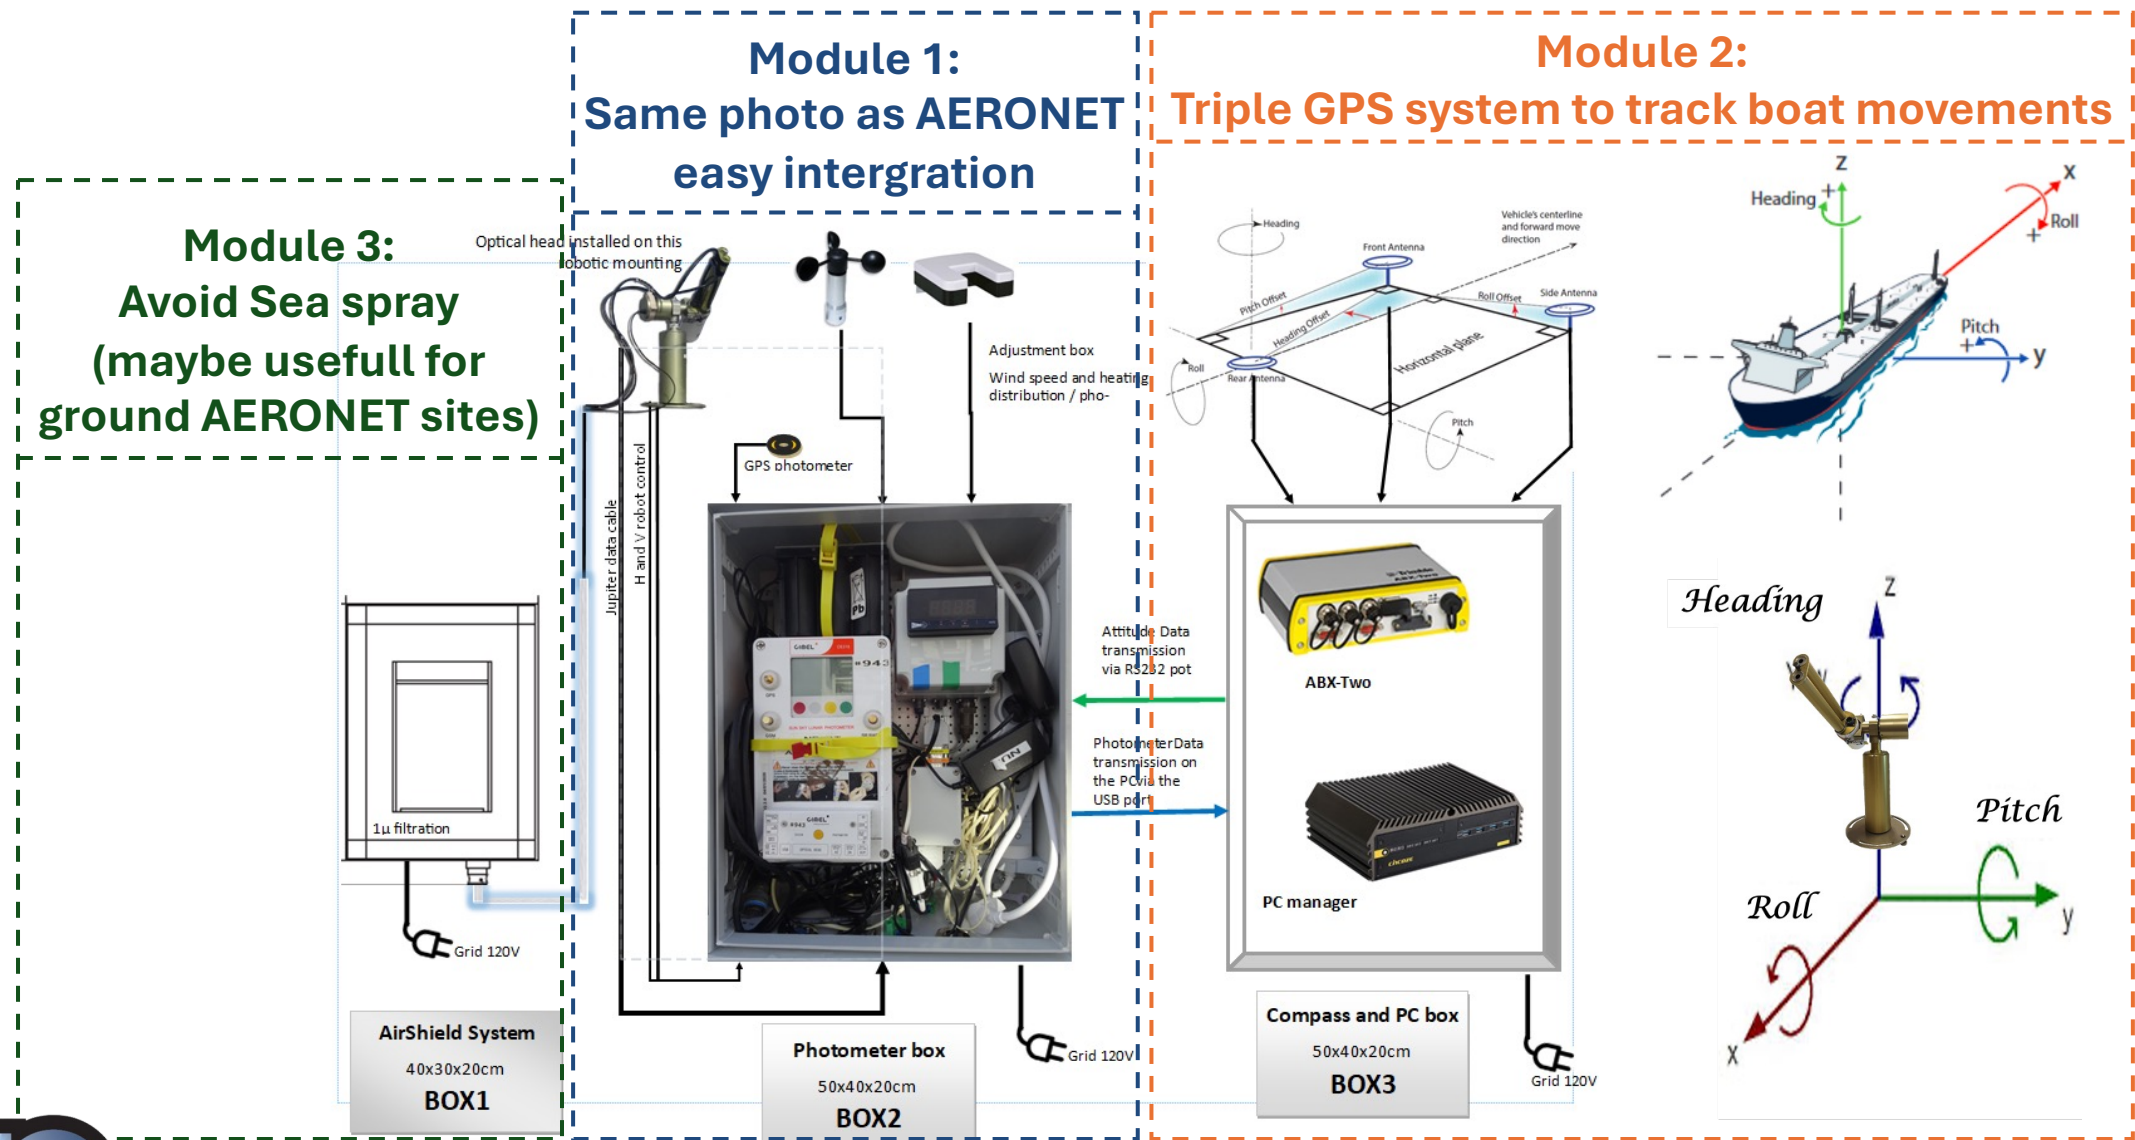 Module 1:
Same photo as AERONET
easy intergration
Module 2:
Triple GPS system to track boat movements
Module 3:
Avoid Sea spray
(maybe usefull for
ground AERONET sites)
Optical head installed on this
robotic mounting
Adjustment box
Wind speed and heating
distribution / pho-
GPS photometer
Jupiter data cable
H and V robot control
Heading
Vehicle's centerline
and forward move
direction
Front Antenna
Pitch Offset
Roll Offset
Side Antenna
Heading Offset
Horizontal plane
Roll
Rear Antenna
Pitch
z
Heading
+
x
Roll
+
Pitch
+
y
Pb
GIBEL
#943
NO
Attitude Data
transmission
via RS232 pot
PhotometerData
transmission on
the PCvia the
USB port
ABX-Two
PC manager
1µ filtration
Grid 120V
Grid 120V
Grid 120V
AirShield System
40x30x20cm
BOX1
Photometer box
50x40x20cm
BOX2
Compass and PC box
50x40x20cm
BOX3
Heading
z
Pitch
y
Roll
x